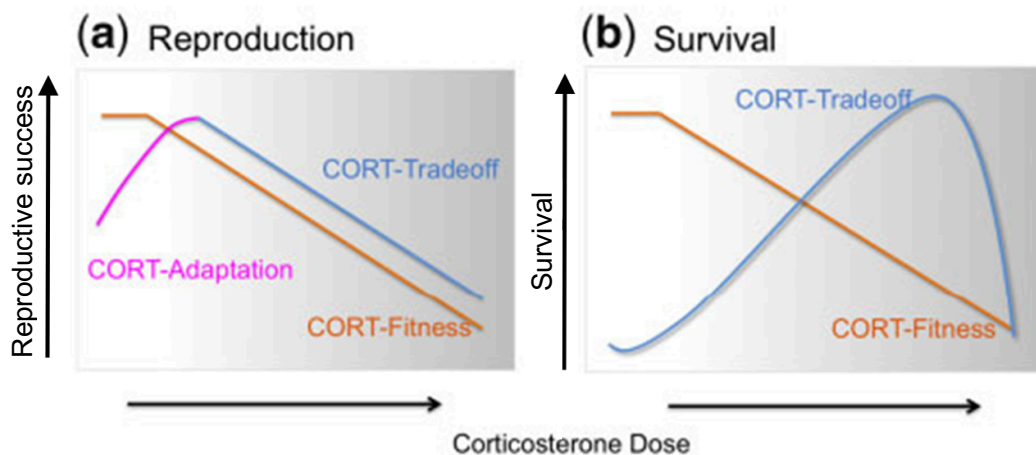 (a) Reproduction
(b) Survival
Reproductive success
CORT-Tradeoff
CORT-Adaptation
CORT-Fitness
Survival
CORT-Tradeoff
CORT-Fitness
Corticosterone Dose